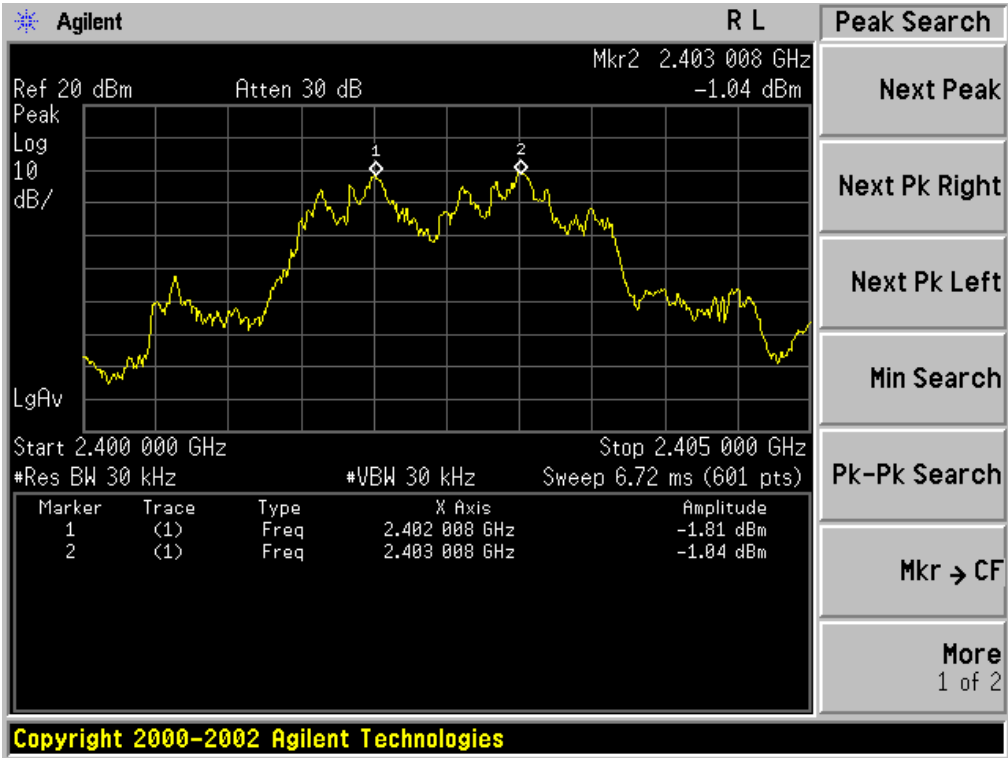 Agilent R L
Peak Search
Mkr2 2.403 008 GHz
Ref 20 dBm Atten 30 dB -1.04 dBm
Peak
Log
10
dB/
1
2
LgAv
Start 2.400 000 GHz Stop 2.405 000 GHz
#Res BW 30 kHz #VBW 30 kHz Sweep 6.72 ms (601 pts)
Marker Trace Type X Axis Amplitude
1 (1) Freq 2.402 008 GHz -1.81 dBm
2 (1) Freq 2.403 008 GHz -1.04 dBm
Next Peak
Next Pk Right
Next Pk Left
Min Search
Pk-Pk Search
Mkr → CF
More
1 of 2
Copyright 2000-2002 Agilent Technologies